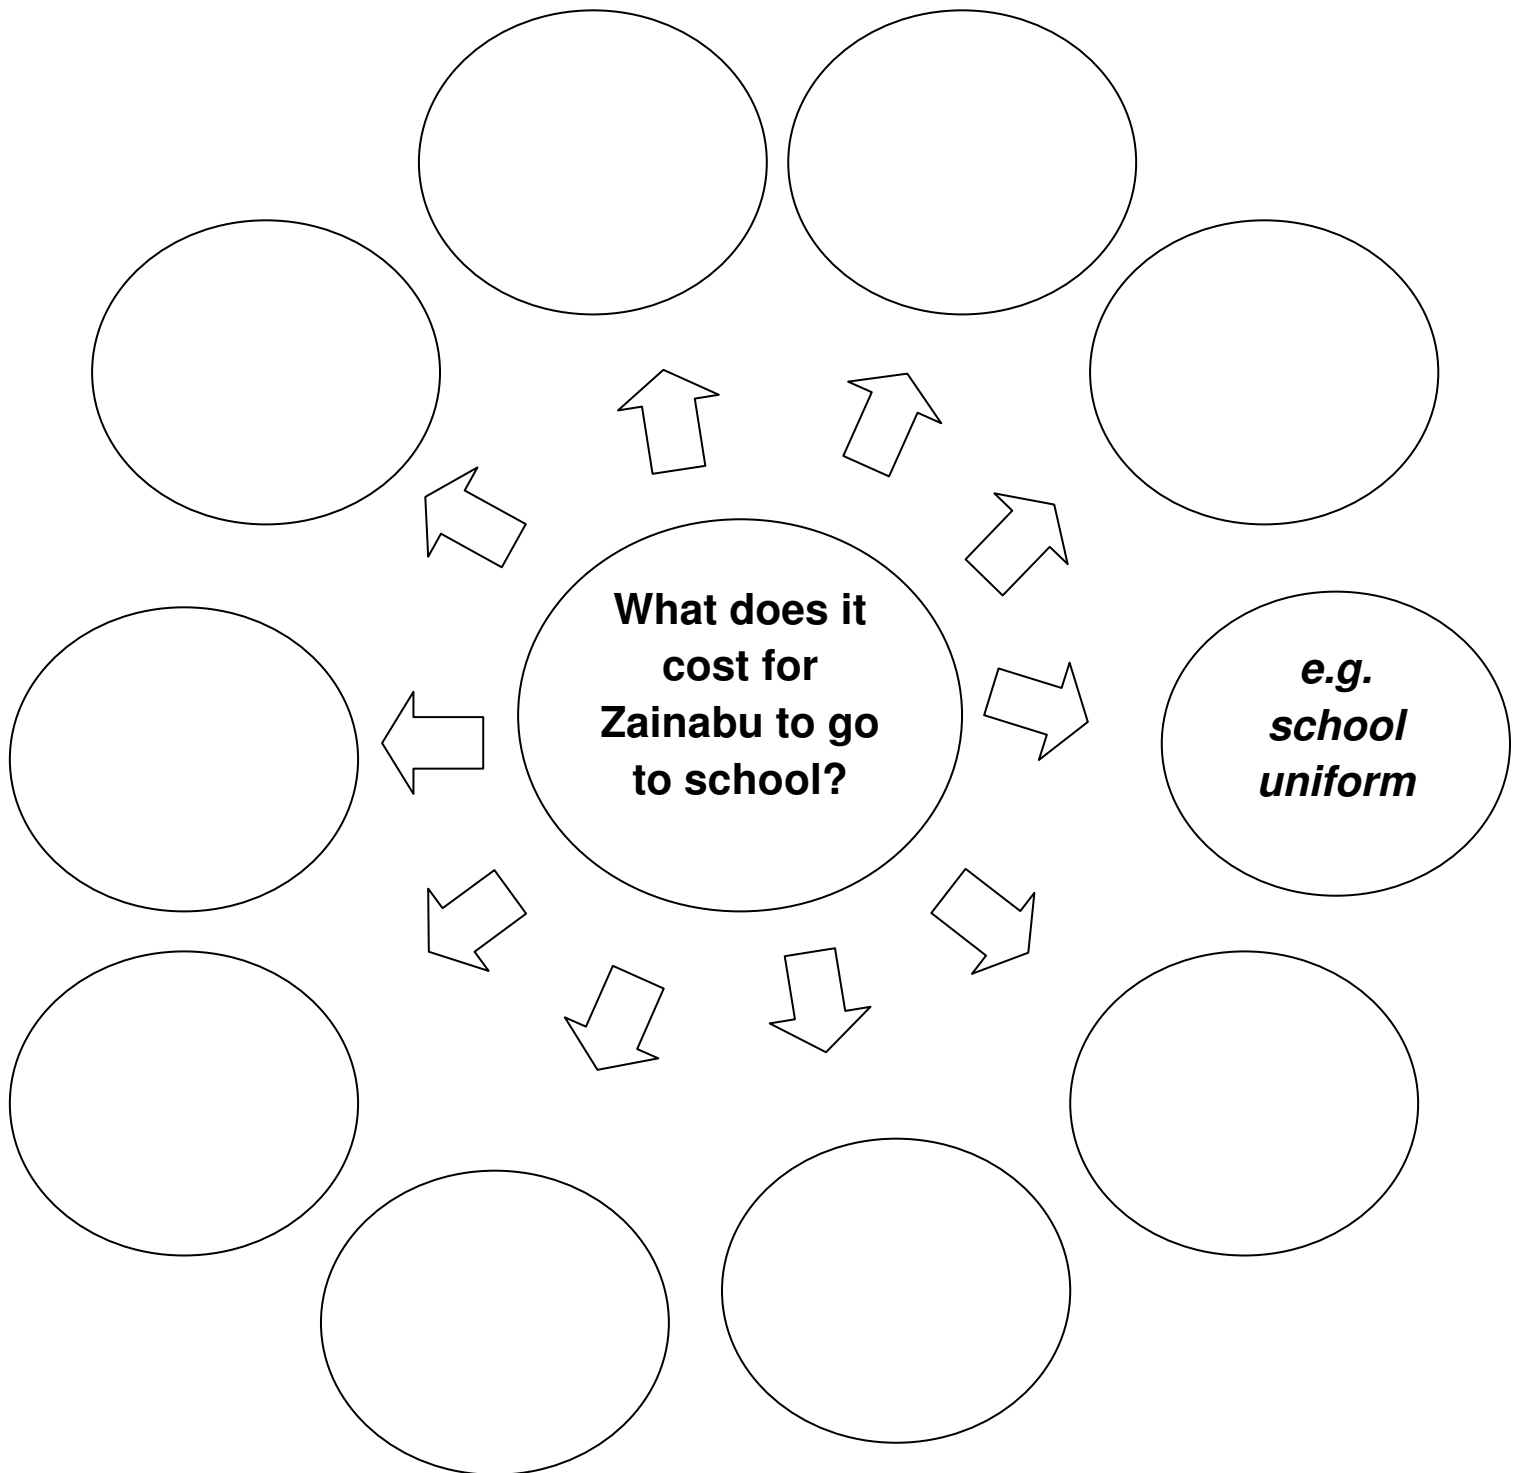 What does it
cost for
Zainabu to go
to school?
e.g.
school
uniform